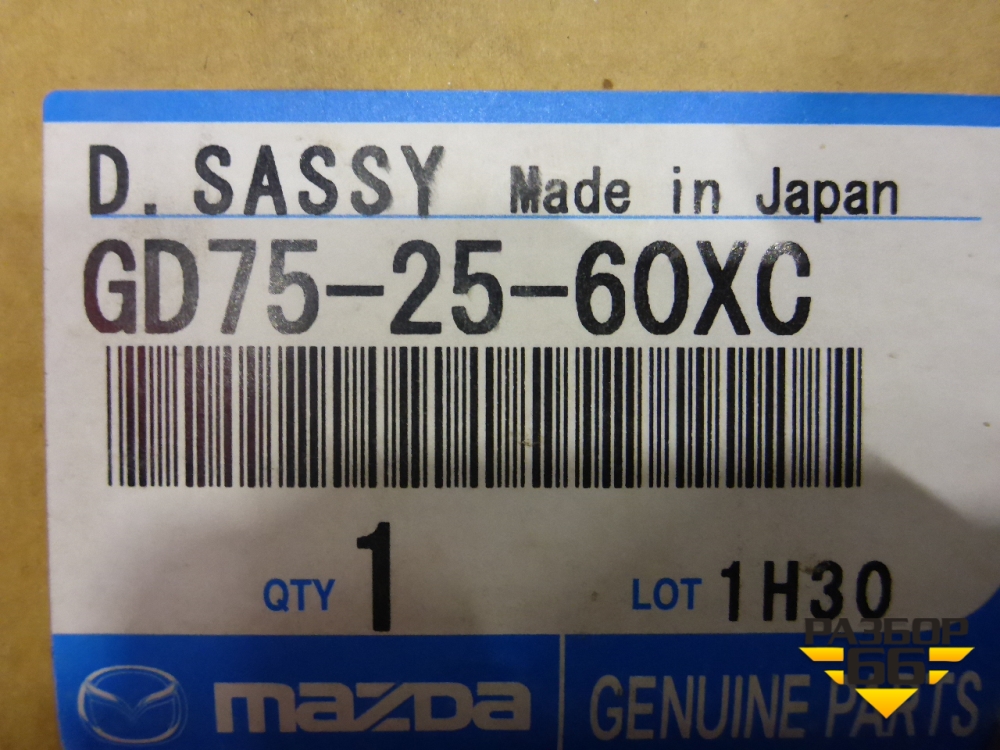 D. SASSY Made in Japan
GD75-25-60XC
QTY 1 LOT 1H30
РАЗБОР
66
mazda GENUINE PARTS